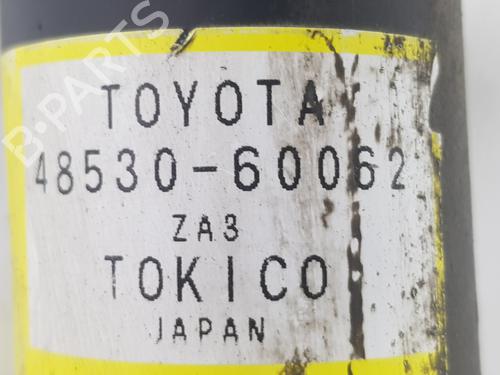 TOYOTA
48530-60062
ZA3
TOKICO
JAPAN
B-PARTS